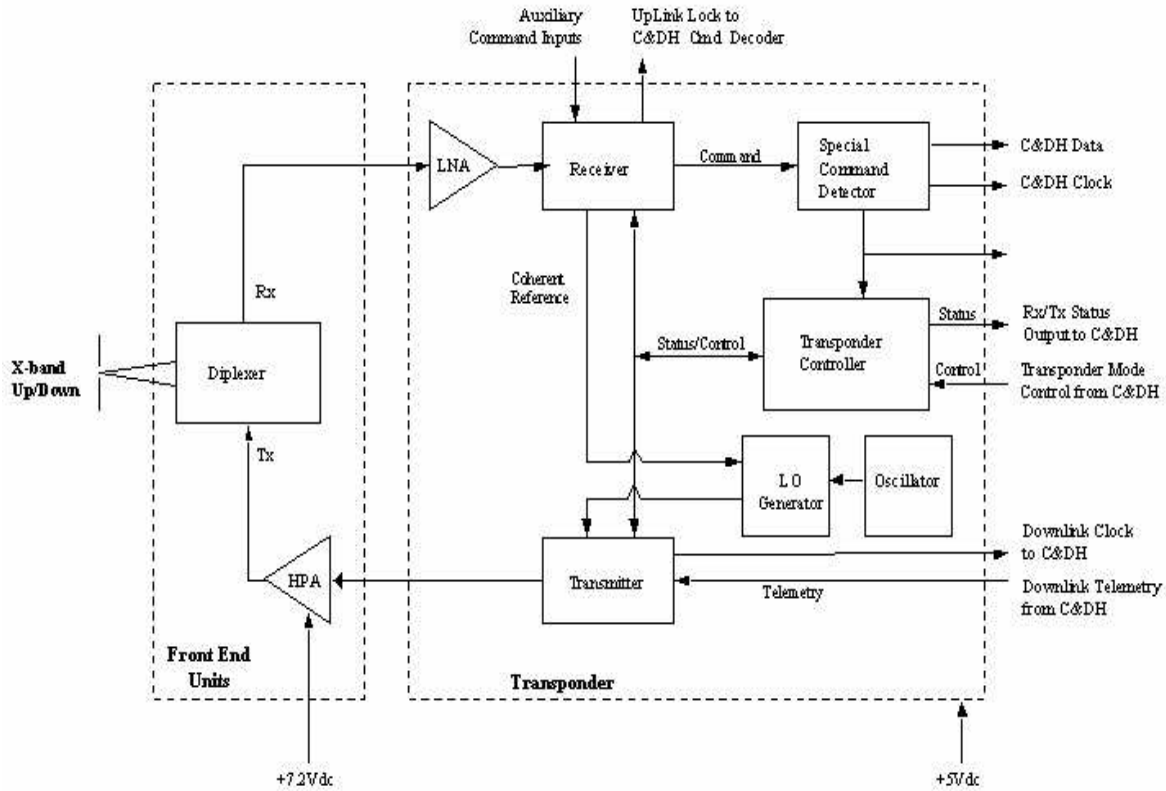 Auxiliary
Command Inputs
UpLink Lock to
C&DH Cmd Decoder
LNA
Receiver
Command
Special
Command
Detector
C&DH Data
C&DH Clock
Rx
Coherent
Reference
Status/Control
Transponder
Controller
Status
Rx/Tx Status
Output to C&DH
Control
Transponder Mode
Control from C&DH
X-band
Up/Down
Diplexer
Tx
LO
Generator
Oscillator
HPA
Transmitter
Telemetry
Downlink Clock
to C&DH
Downlink Telemetry
from C&DH
Front End
Units
Transponder
+7.2Vdc
+5Vdc